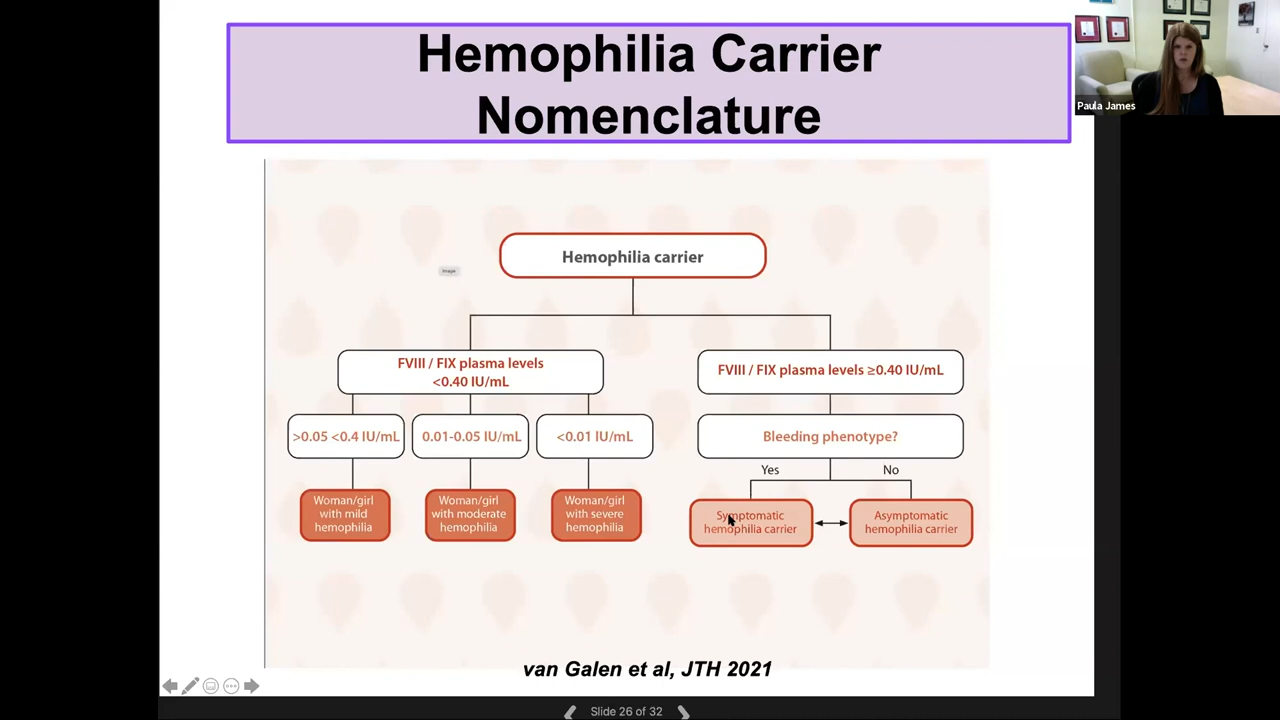 Hemophilia Carrier
Nomenclature
Paula James
Hemophilia carrier
Image
FVIII / FIX plasma levels
<0.40 IU/mL
FVIII / FIX plasma levels ≥0.40 IU/mL
>0.05 <0.4 IU/mL
0.01-0.05 IU/mL
<0.01 IU/mL
Bleeding phenotype?
Yes
No
Woman/girl
with mild
hemophilia
Woman/girl
with moderate
hemophilia
Woman/girl
with severe
hemophilia
Symptomatic
hemophilia carrier
Asymptomatic
hemophilia carrier
van Galen et al, JTH 2021
Slide 26 of 32